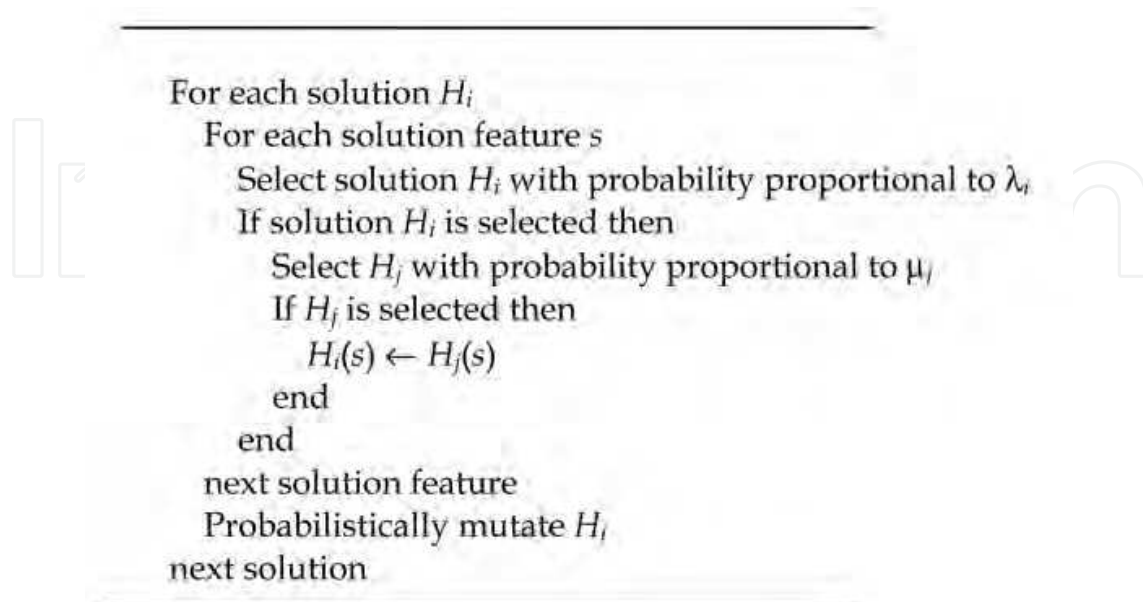 For each solution Hᵢ
For each solution feature s
Select solution Hᵢ with probability proportional to λᵢ
If solution Hᵢ is selected then
Select Hⱼ with probability proportional to μⱼ
If Hⱼ is selected then
Hᵢ(s) ← Hⱼ(s)
end
end
next solution feature
Probabilistically mutate Hᵢ
next solution